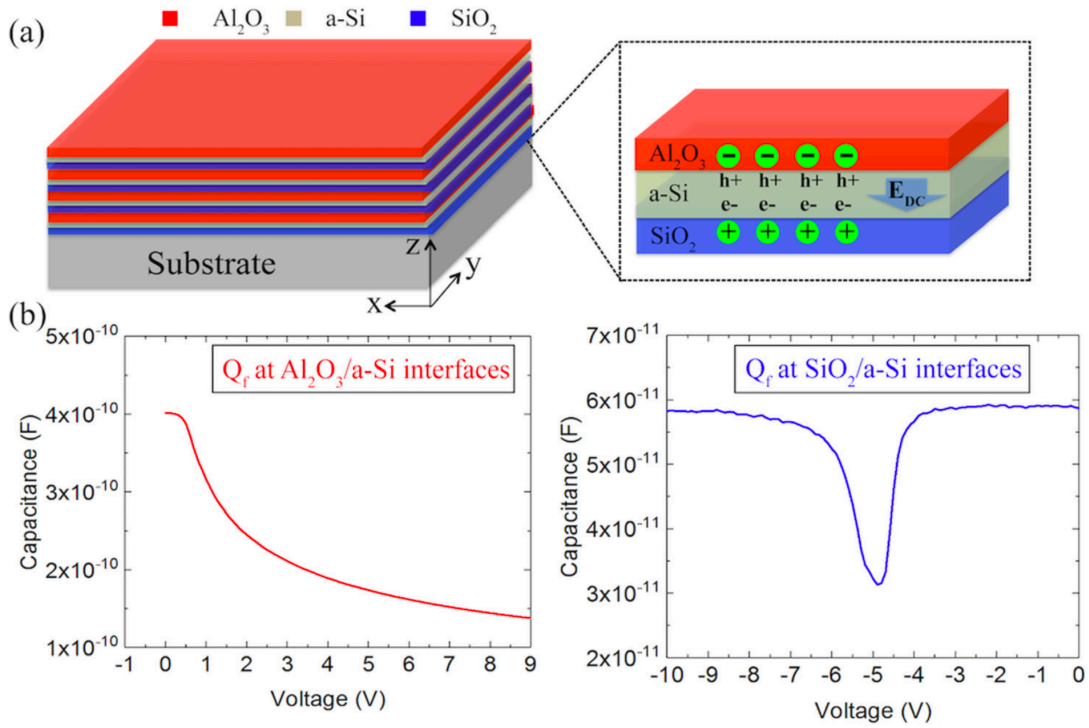 Al₂O₃ a-Si SiO₂
(a)
Al₂O₃ − − − −
h+ h+ h+ h+
a-Si E_DC
e- e- e- e-
SiO₂ + + + +
Substrate
z
y
x
(b)
5x10⁻¹⁰
4x10⁻¹⁰
3x10⁻¹⁰
2x10⁻¹⁰
1x10⁻¹⁰
Capacitance (F)
Q_f at Al₂O₃/a-Si interfaces
-1 0 1 2 3 4 5 6 7 8 9
Voltage (V)
7x10⁻¹¹
6x10⁻¹¹
5x10⁻¹¹
4x10⁻¹¹
3x10⁻¹¹
2x10⁻¹¹
Capacitance (F)
Q_f at SiO₂/a-Si interfaces
-10 -9 -8 -7 -6 -5 -4 -3 -2 -1 0
Voltage (V)